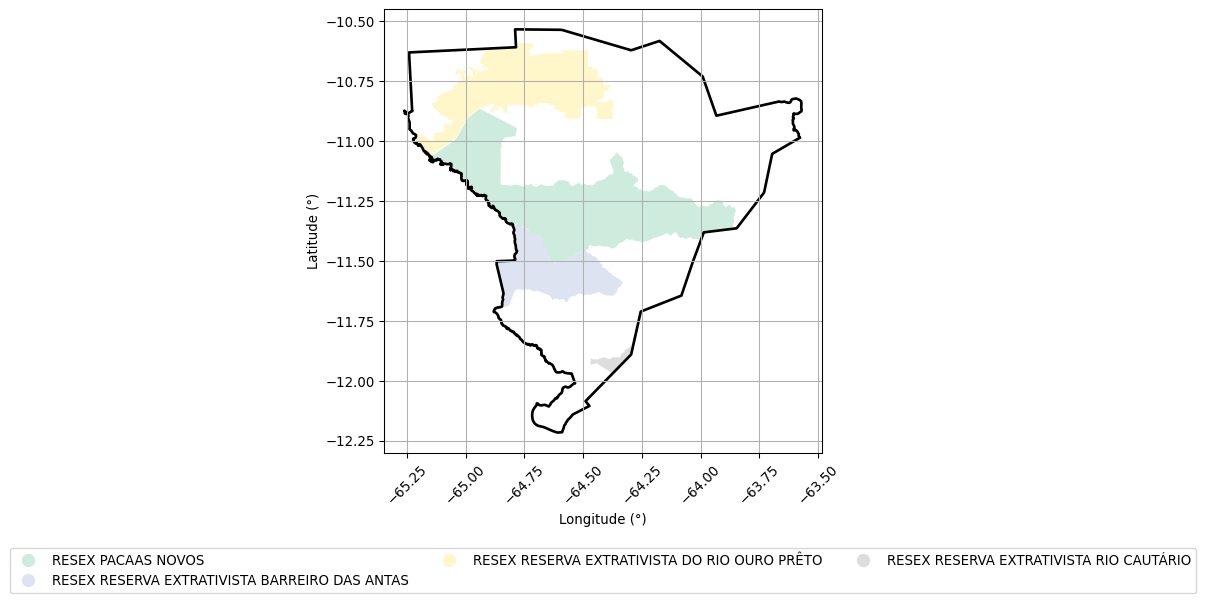 −10.50
−10.75
−11.00
−11.25
−11.50
−11.75
−12.00
−12.25
Latitude (°)
−65.25
−65.00
−64.75
−64.50
−64.25
−64.00
−63.75
−63.50
Longitude (°)
RESEX PACAAS NOVOS
RESEX RESERVA EXTRATIVISTA BARREIRO DAS ANTAS
RESEX RESERVA EXTRATIVISTA DO RIO OURO PRÊTO
RESEX RESERVA EXTRATIVISTA RIO CAUTÁRIO